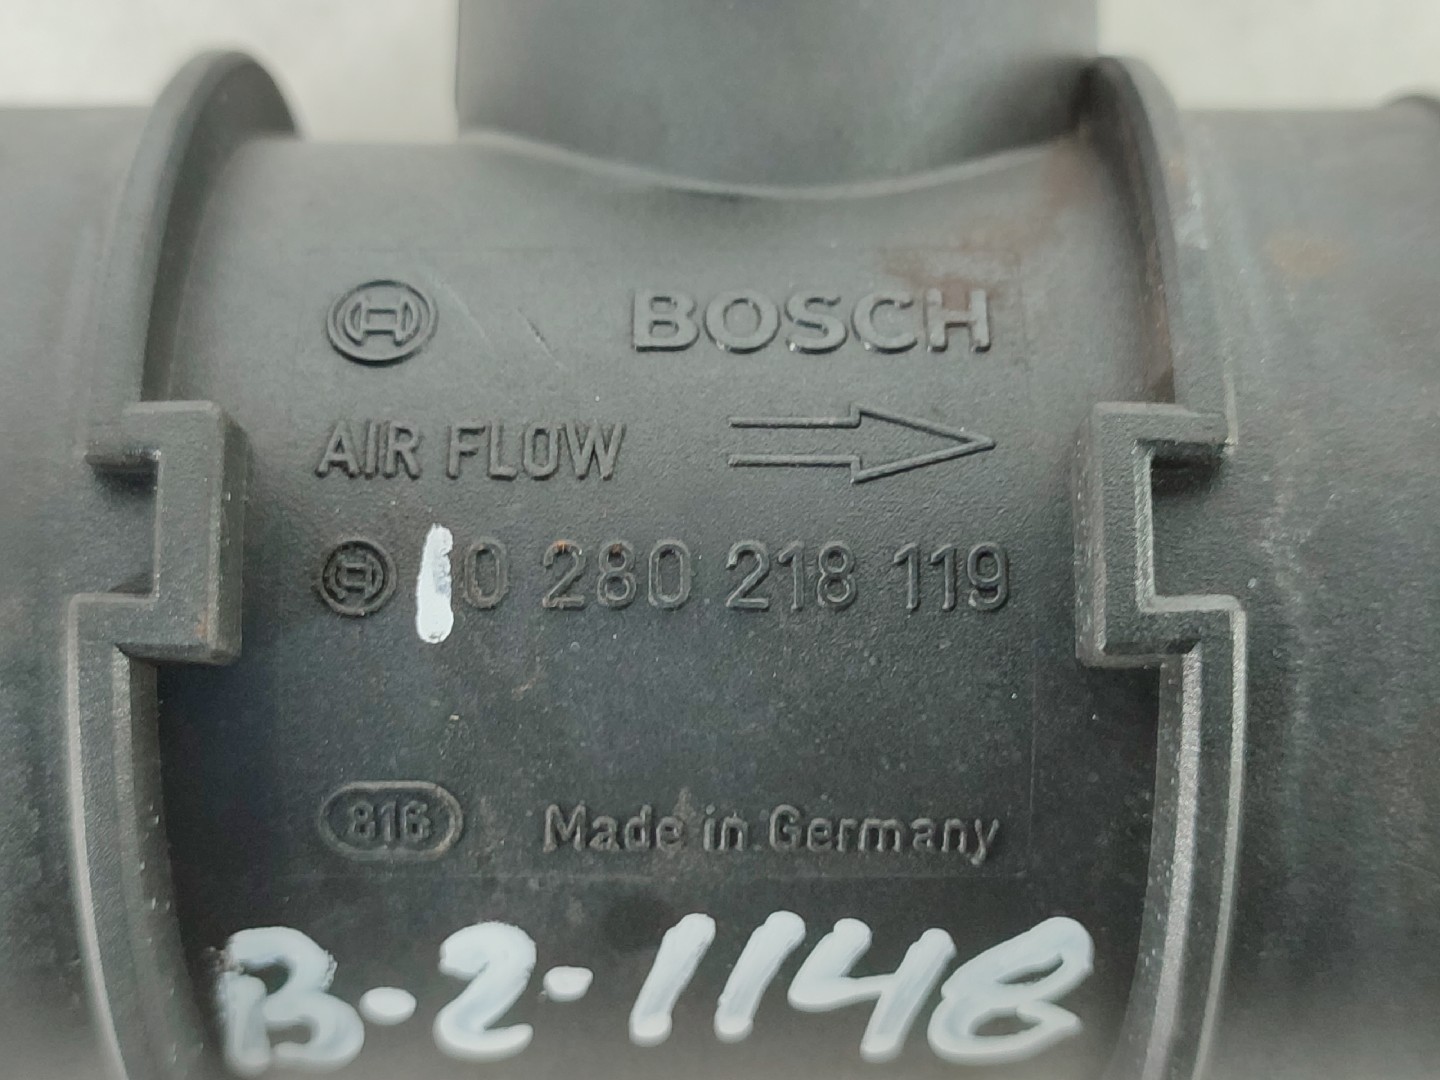 BOSCH
AIR FLOW
0 280 218 119
816 Made in Germany
B-2-1148